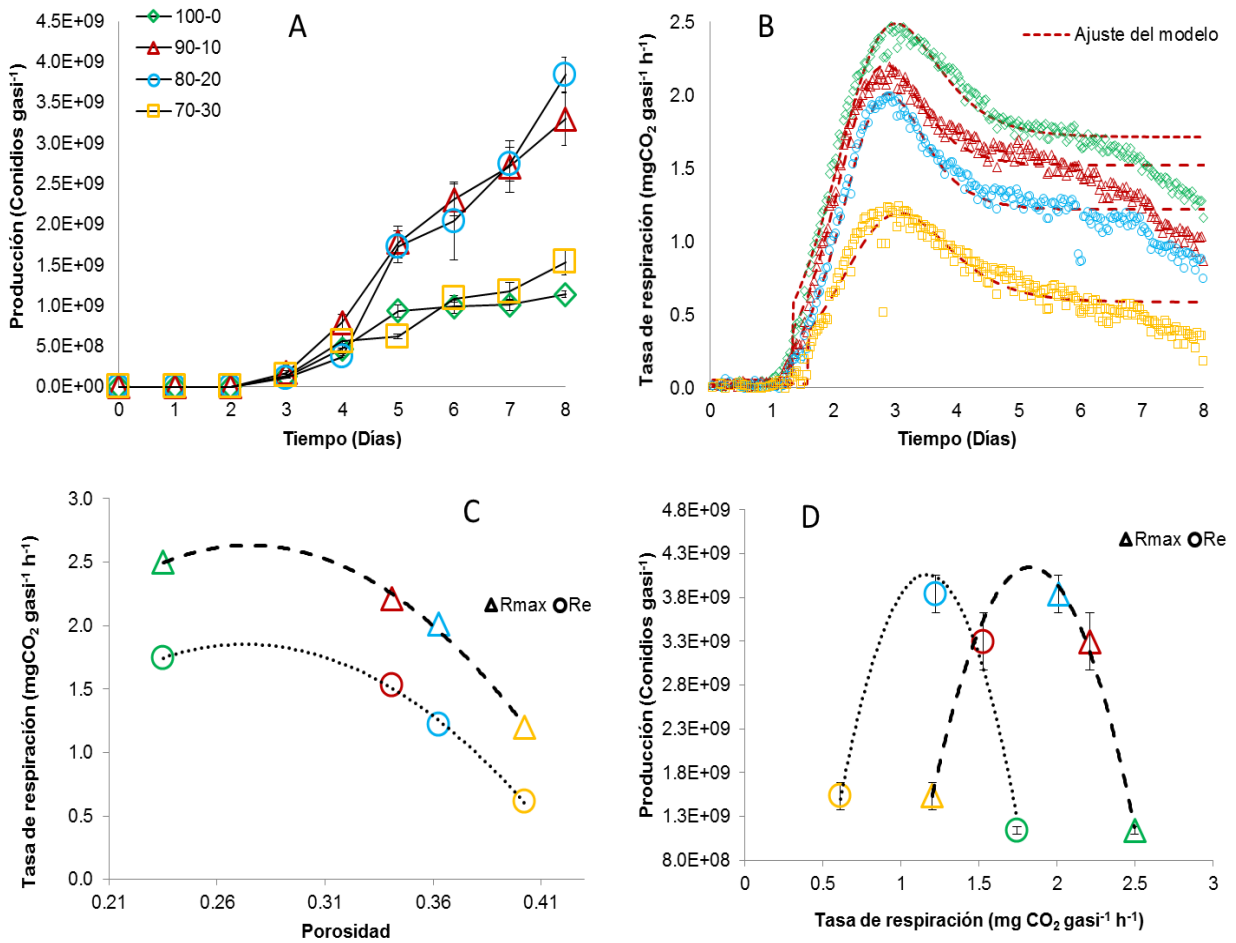 A
100-0
90-10
80-20
70-30
Producción (Conidios gasi-1)
4.5E+09
4.0E+09
3.5E+09
3.0E+09
2.5E+09
2.0E+09
1.5E+09
1.0E+09
5.0E+08
0.0E+00
0 1 2 3 4 5 6 7 8
Tiempo (Días)
B
Ajuste del modelo
Tasa de respiración (mgCO2 gasi-1 h-1)
2.5
2.0
1.5
1.0
0.5
0.0
0 1 2 3 4 5 6 7 8
Tiempo (Días)
C
Rmax Re
Tasa de respiración (mgCO2 gasi-1 h-1)
3.0
2.5
2.0
1.5
1.0
0.5
0.0
0.21 0.26 0.31 0.36 0.41
Porosidad
D
Rmax Re
Producción (Conidios gasi-1)
4.8E+09
4.3E+09
3.8E+09
3.3E+09
2.8E+09
2.3E+09
1.8E+09
1.3E+09
8.0E+08
0 0.5 1 1.5 2 2.5 3
Tasa de respiración (mg CO2 gasi-1 h-1)